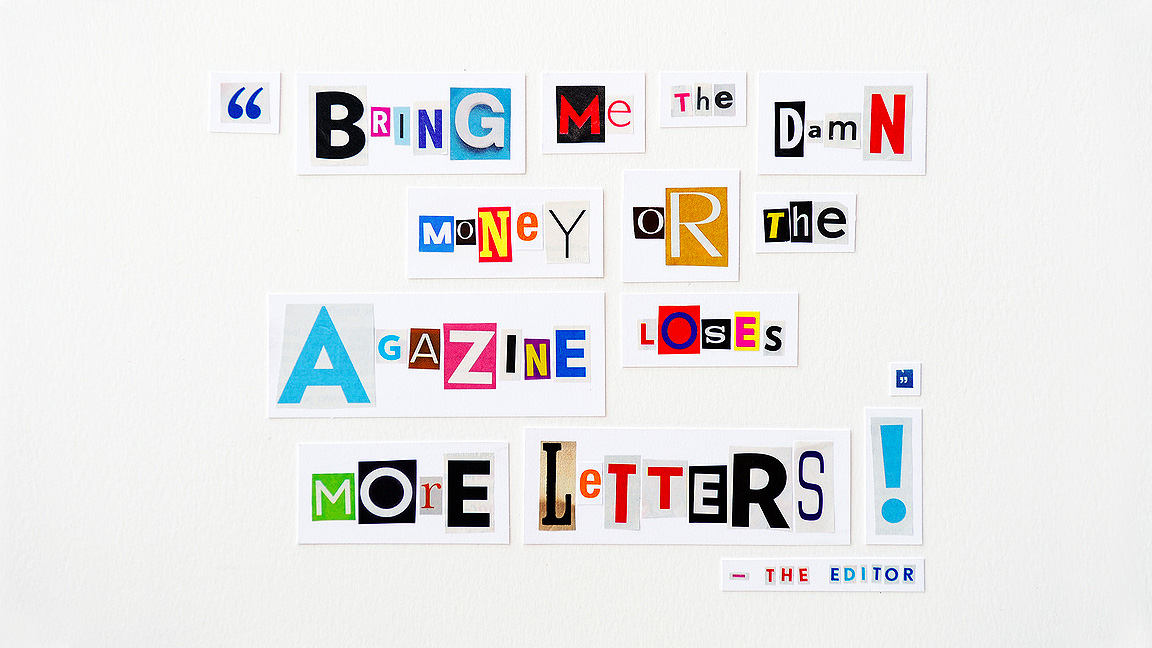 “ BRING Me The DamN
MoNeY oR The
AGAZINE LOSES
MOrE LeTTERS ! ”
— THE EDITOR